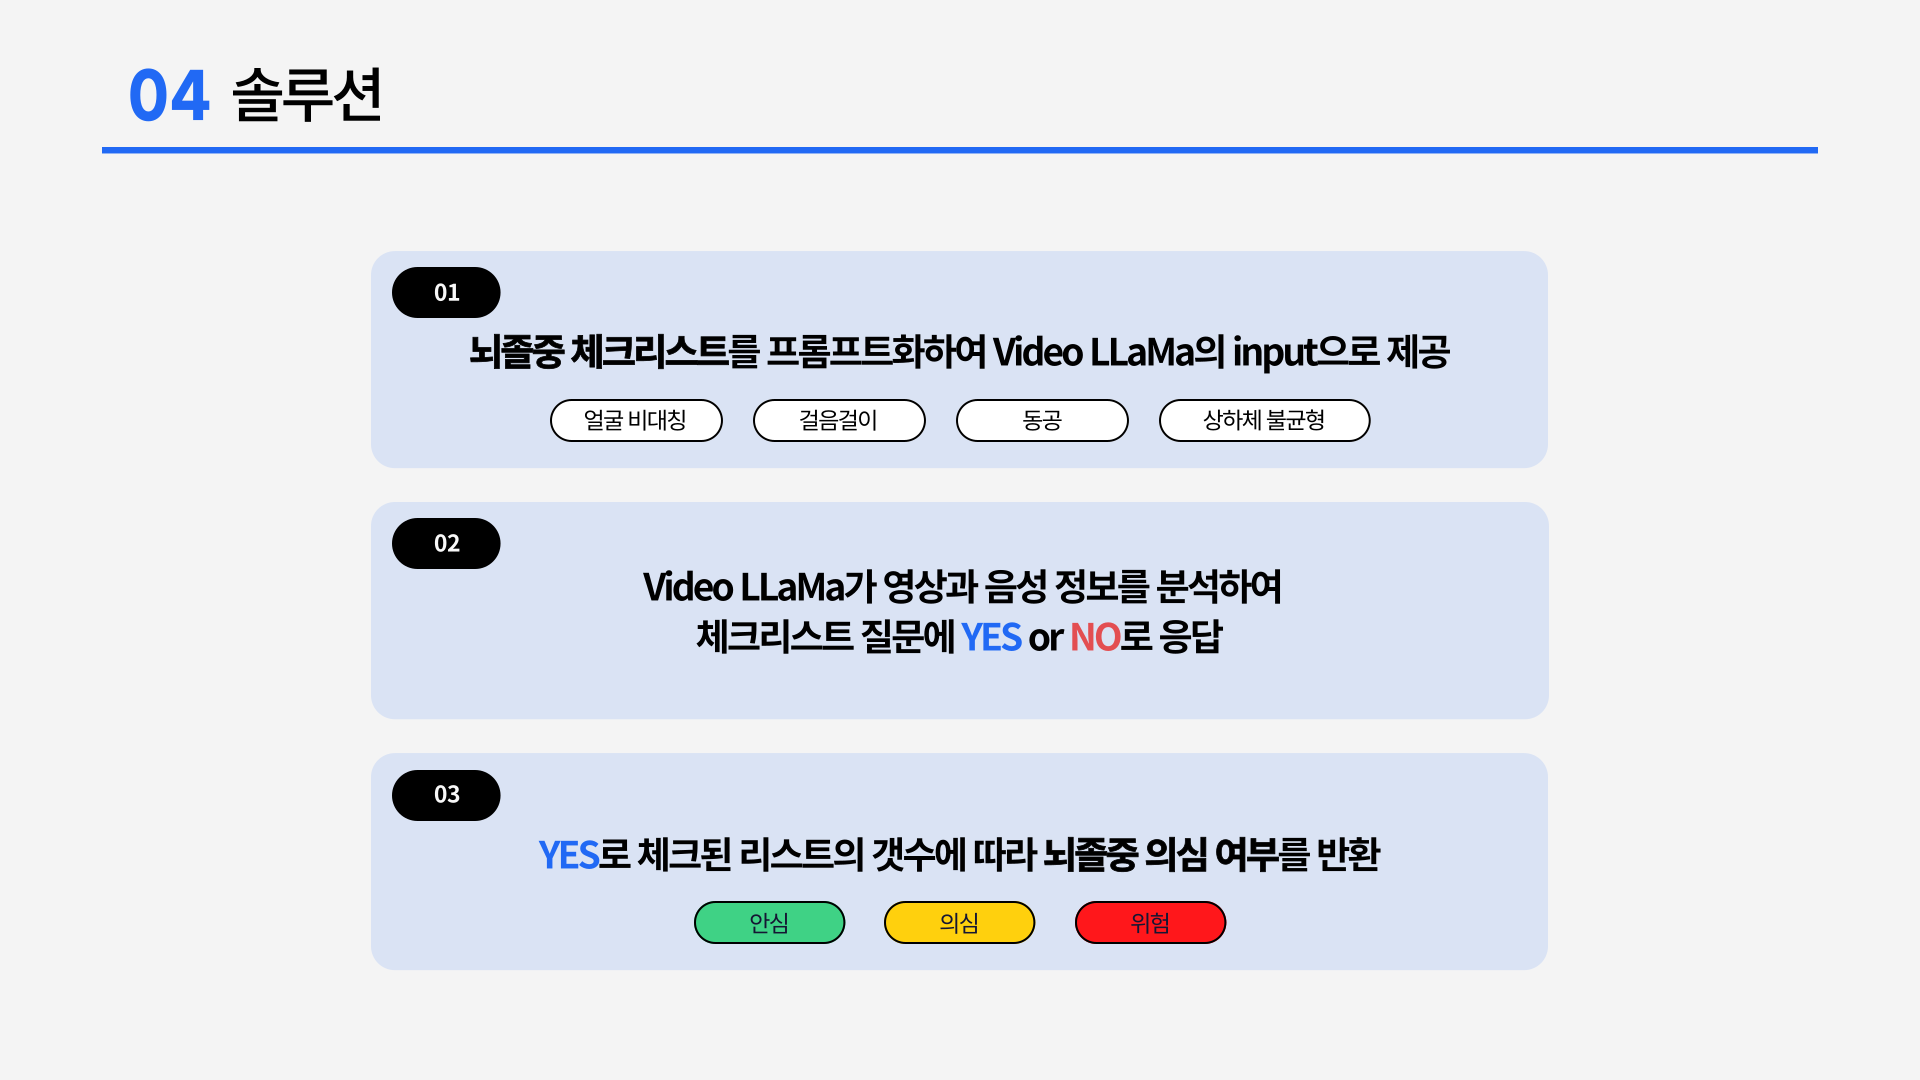 04 솔루션
01
뇌졸중 체크리스트를 프롬프트화하여 Video LLaMa의 input으로 제공
얼굴 비대칭
걸음걸이
동공
상하체 불균형
02
Video LLaMa가 영상과 음성 정보를 분석하여
체크리스트 질문에 YES or NO로 응답
03
YES로 체크된 리스트의 갯수에 따라 뇌졸중 의심 여부를 반환
안심
의심
위험